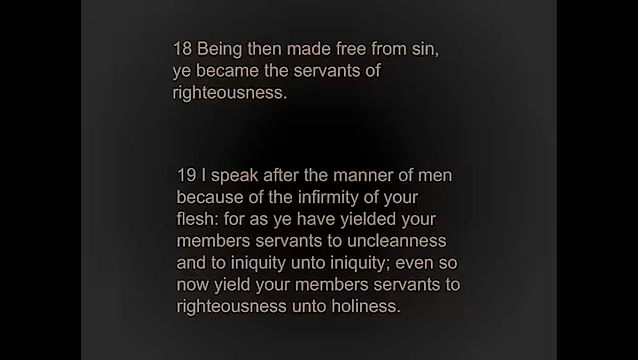 18 Being then made free from sin,
ye became the servants of
righteousness.
19 I speak after the manner of men
because of the infirmity of your
flesh: for as ye have yielded your
members servants to uncleanness
and to iniquity unto iniquity; even so
now yield your members servants to
righteousness unto holiness.